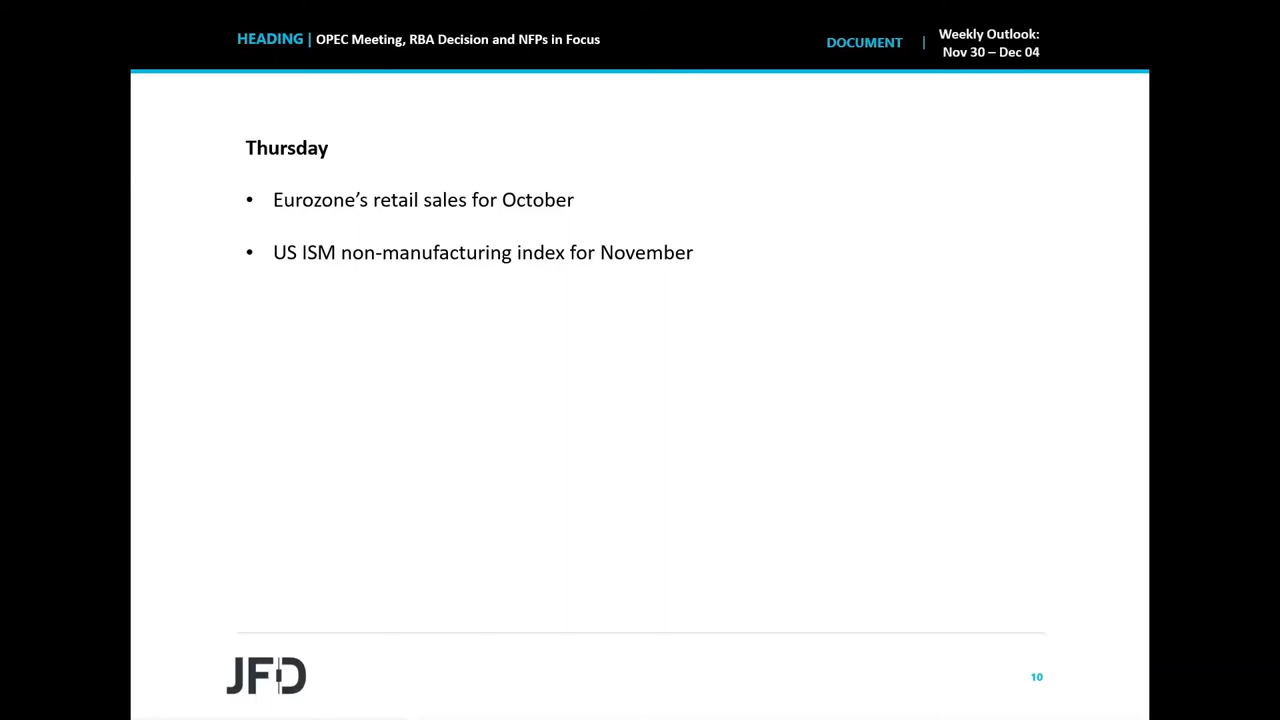 HEADING | OPEC Meeting, RBA Decision and NFPs in Focus
DOCUMENT | Weekly Outlook:
Nov 30 – Dec 04
Thursday
• Eurozone’s retail sales for October
• US ISM non-manufacturing index for November
JFD
10